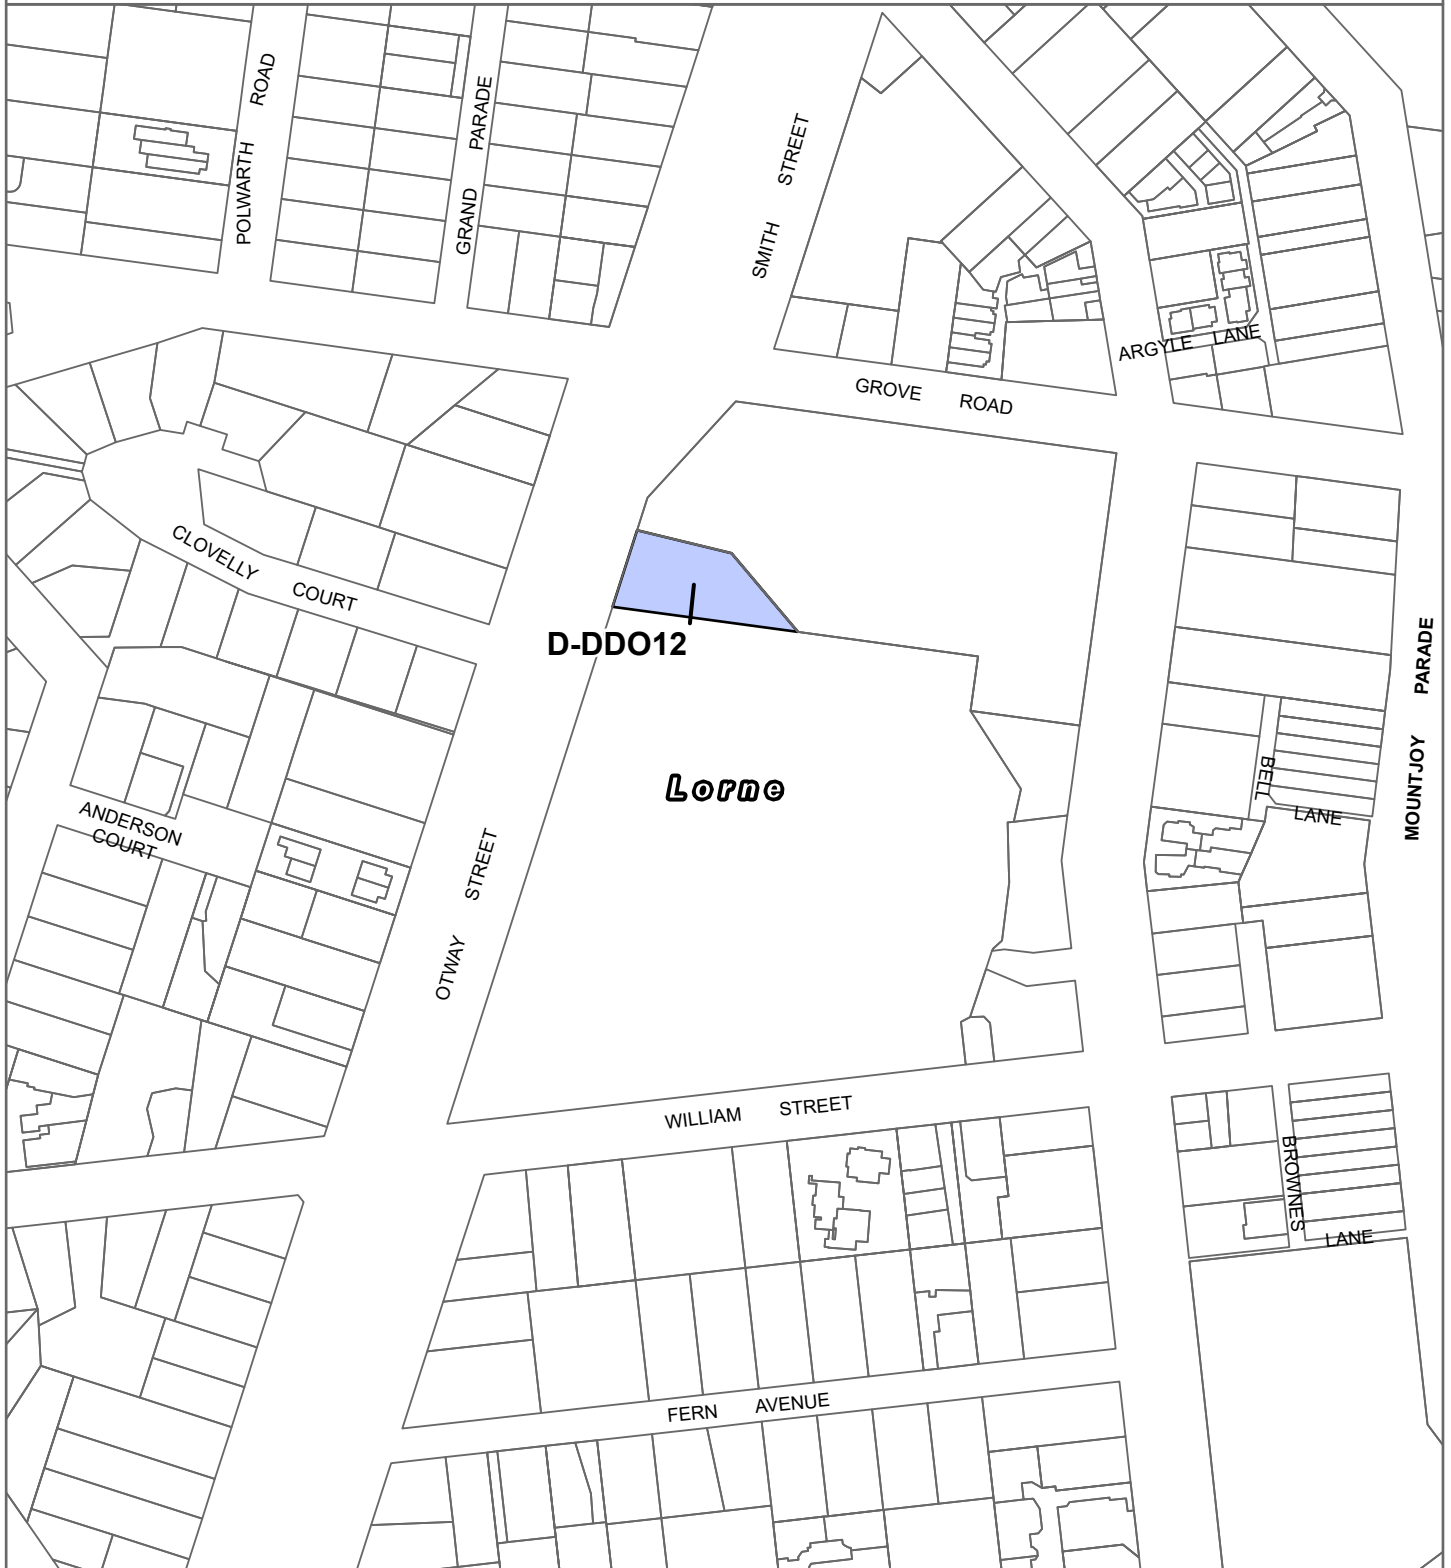 POLWARTH ROAD
GRAND PARADE
SMITH STREET
ARGYLE LANE
GROVE ROAD
CLOVELLY COURT
D-DDO12
MOUNTJOY PARADE
Lorne
BELL LANE
ANDERSON
COURT
OTWAY STREET
WILLIAM STREET
BROWNES LANE
FERN AVENUE